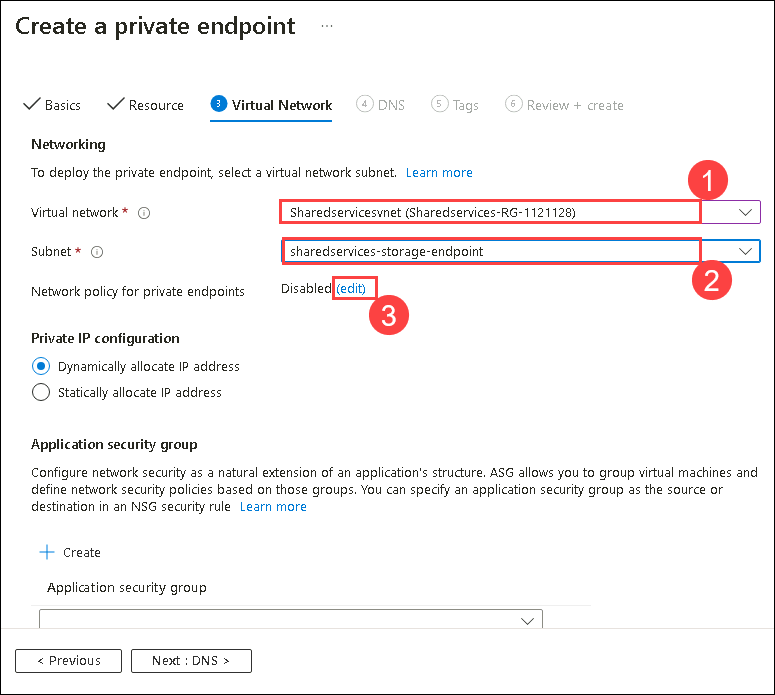 Create a private endpoint ...
Basics
Resource
3 Virtual Network
4 DNS
5 Tags
6 Review + create
Networking
To deploy the private endpoint, select a virtual network subnet. Learn more
1
Virtual network * Sharedservicesvnet (Sharedservices-RG-1121128)
Subnet * sharedservices-storage-endpoint
2
Network policy for private endpoints Disabled (edit)
3
Private IP configuration
Dynamically allocate IP address
Statically allocate IP address
Application security group
Configure network security as a natural extension of an application's structure. ASG allows you to group virtual machines and
define network security policies based on those groups. You can specify an application security group as the source or
destination in an NSG security rule Learn more
+ Create
Application security group
< Previous
Next : DNS >